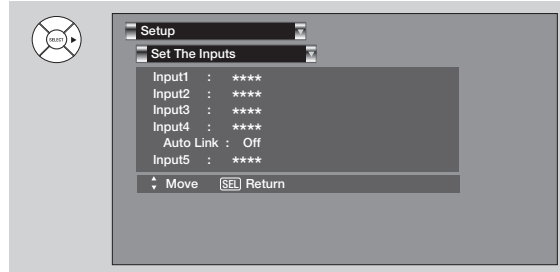 SELECT
Setup
Set The Inputs
Input1 : ****
Input2 : ****
Input3 : ****
Input4 : ****
Auto Link : Off
Input5 : ****
Move SEL Return